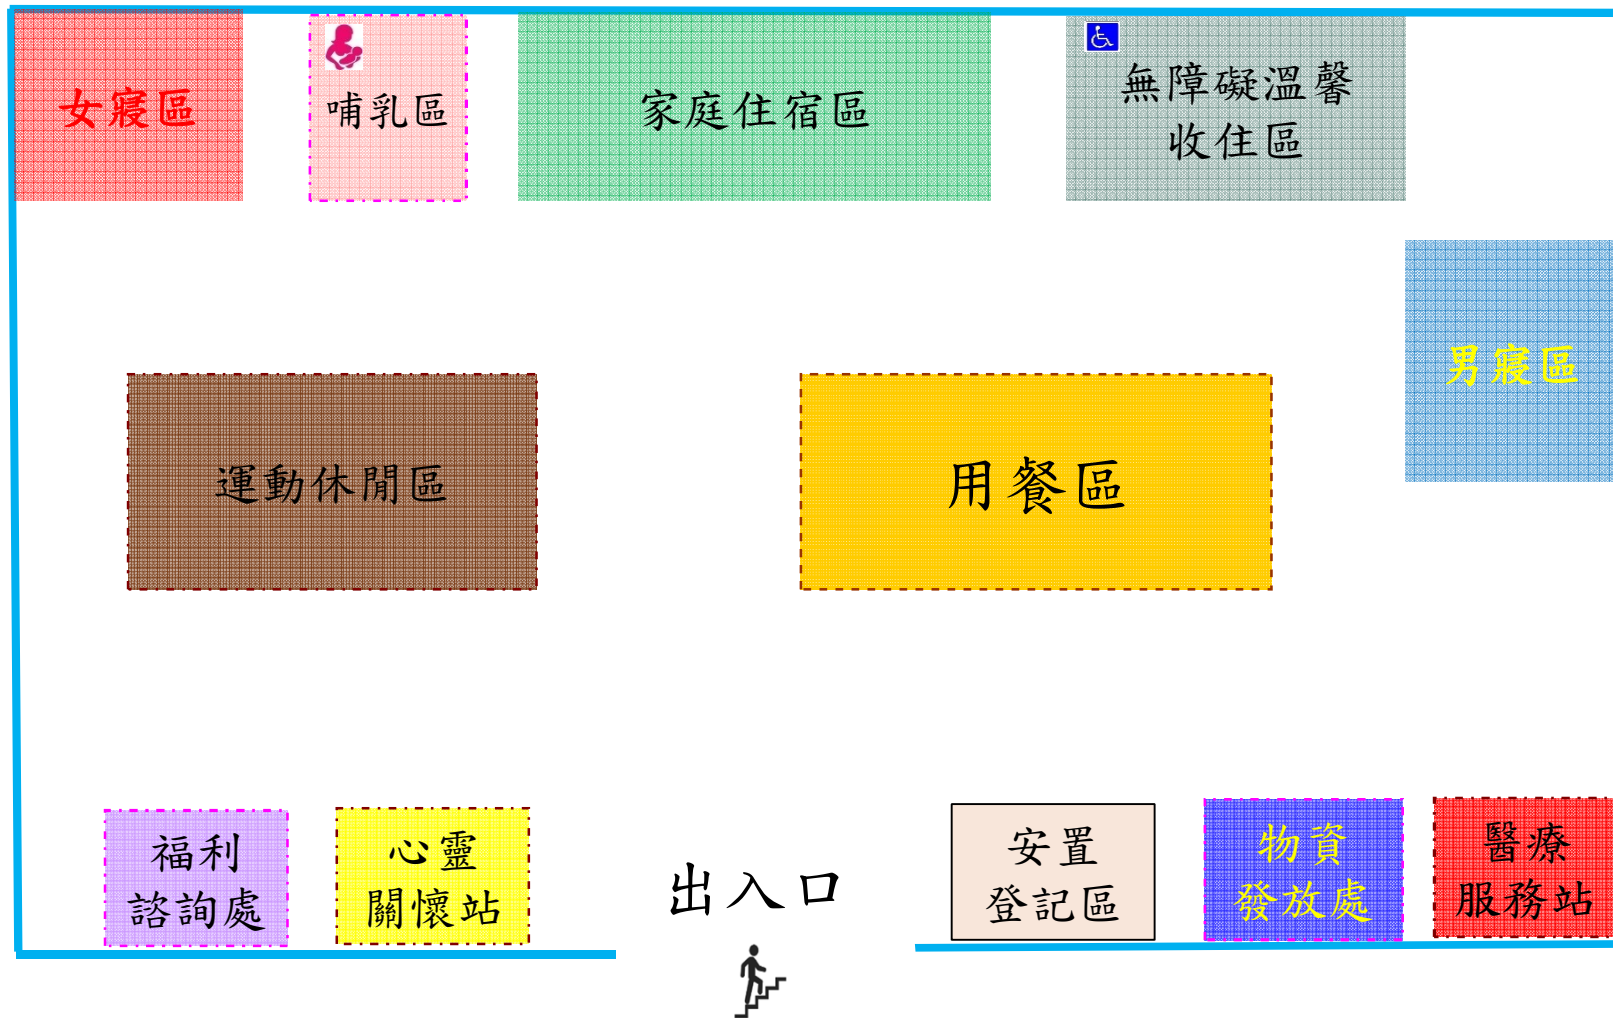 女寢區
哺乳區
家庭住宿區
無障礙溫馨
收住區
男寢區
運動休閒區
用餐區
福利
諮詢處
心靈
關懷站
出入口
安置
登記區
物資
發放處
醫療
服務站